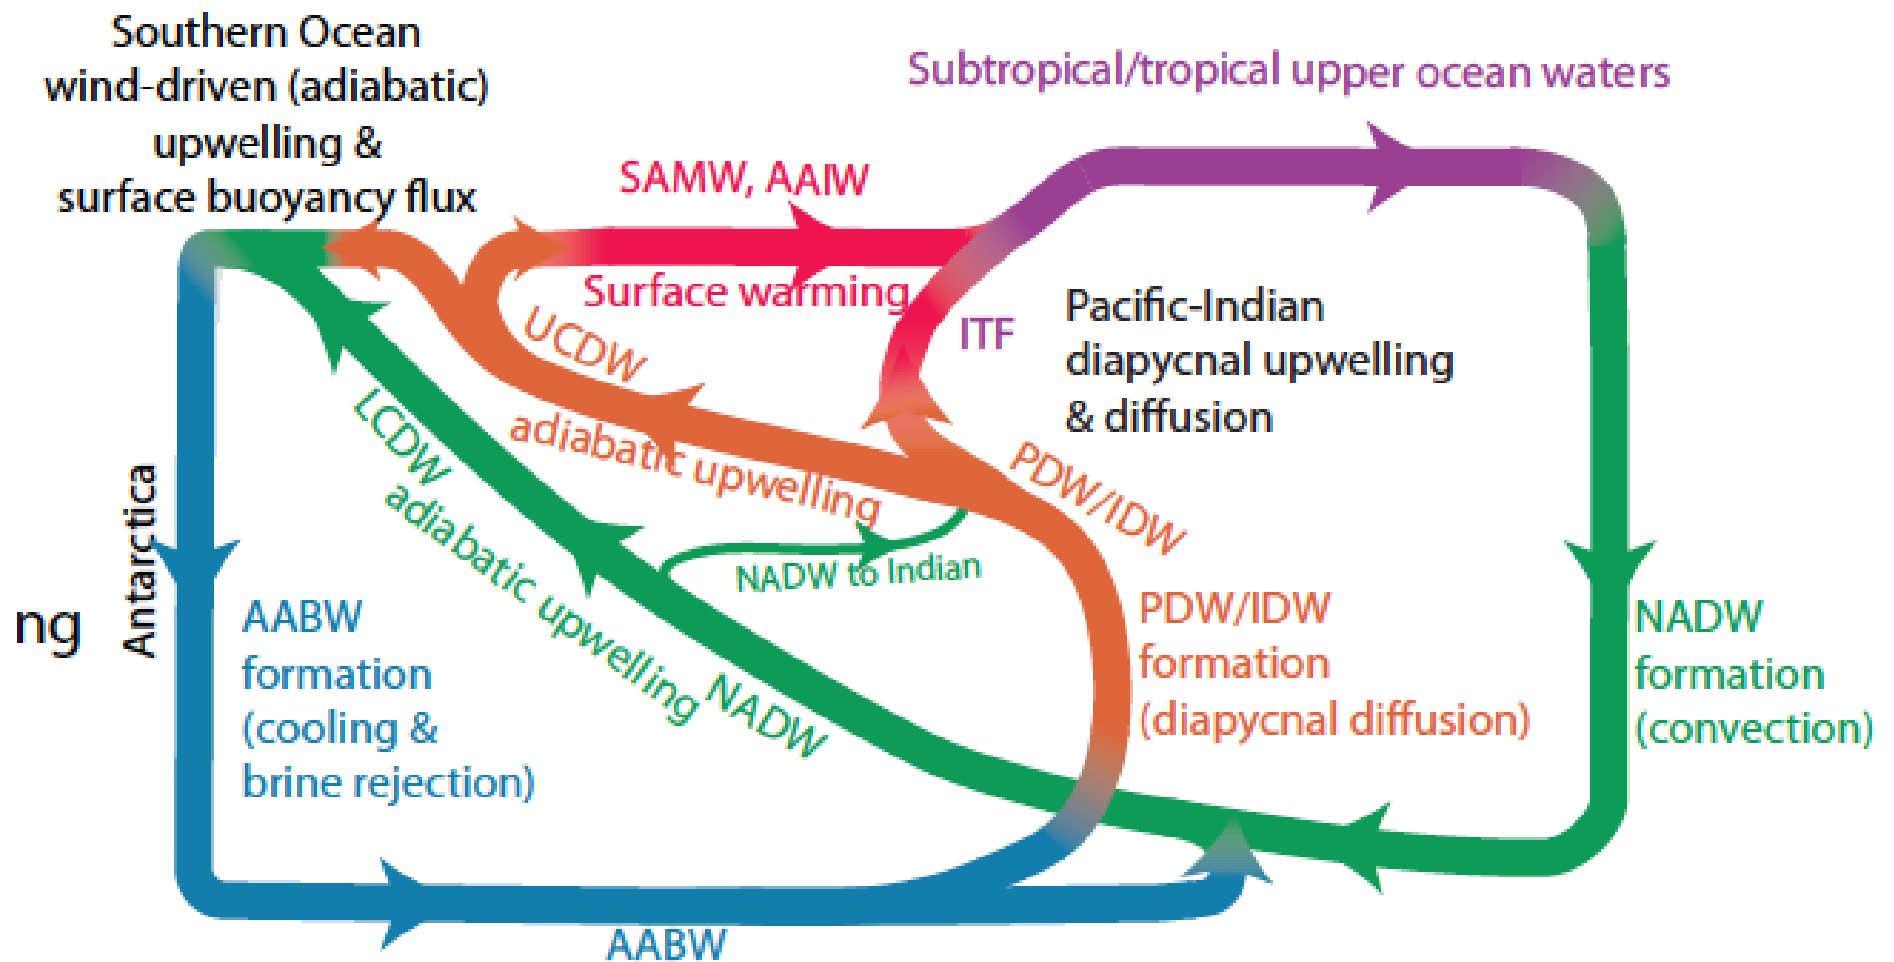 Southern Ocean
wind-driven (adiabatic)
upwelling &
surface buoyancy flux
Subtropical/tropical upper ocean waters
SAMW, AAIW
Surface warming
ITF
Pacific-Indian
diapycnal upwelling
& diffusion
UCDW
adiabatic upwelling
LCDW
adiabatic upwelling
PDW/IDW
NADW to Indian
NADW
Antarctica
ng
AABW
formation
(cooling &
brine rejection)
PDW/IDW
formation
(diapycnal diffusion)
NADW
formation
(convection)
AABW